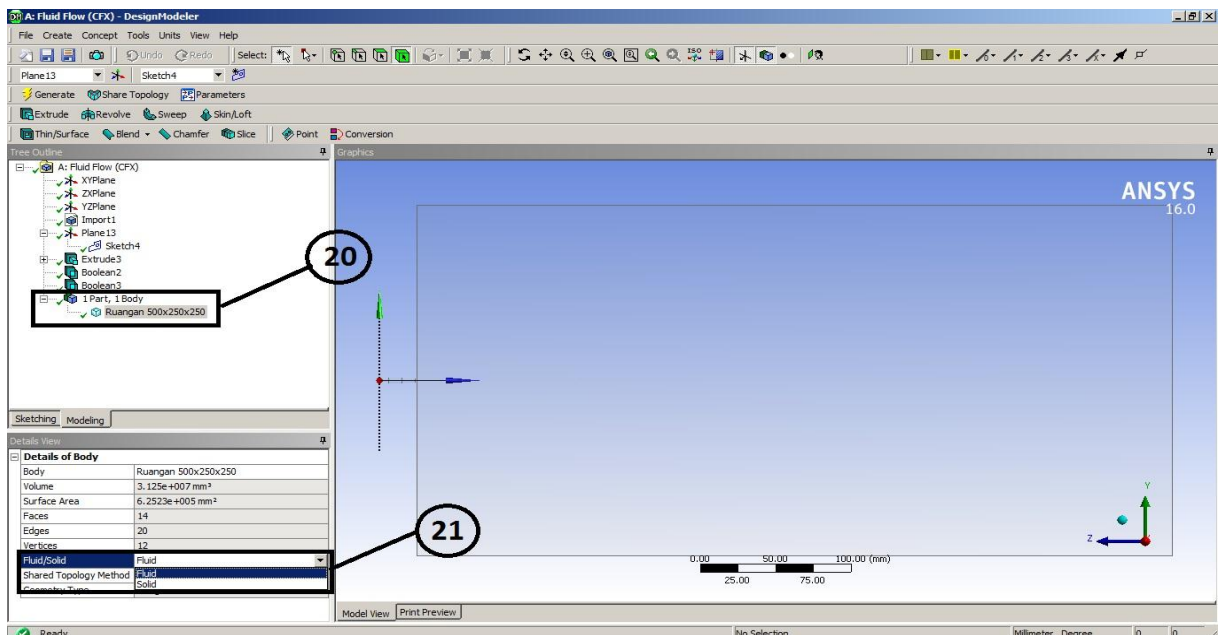 A: Fluid Flow (CFX) - DesignModeler
File Create Concept Tools Units View Help
Undo Redo Select:
Plane13 Sketch4
Generate Share Topology Parameters
Extrude Revolve Sweep Skin/Loft
Thin/Surface Blend Chamfer Slice Point Conversion
Tree Outline
Graphics
A: Fluid Flow (CFX)
XYPlane
ZXPlane
YZPlane
Import1
Plane13
Sketch4
Extrude3
Boolean2
Boolean3
1 Part, 1 Body
Ruangan 500x250x250
20
ANSYS
16.0
Sketching Modeling
Details View
Details of Body
Body Ruangan 500x250x250
Volume 3.125e+007 mm³
Surface Area 6.2523e+005 mm²
Faces 14
Edges 20
Vertices 12
Fluid/Solid Fluid
Shared Topology Method Fluid
Solid
21
Y
Z
0.00 50.00 100.00 (mm)
25.00 75.00
Model View Print Preview
Ready
No Selection
Millimeter Degree 0 0